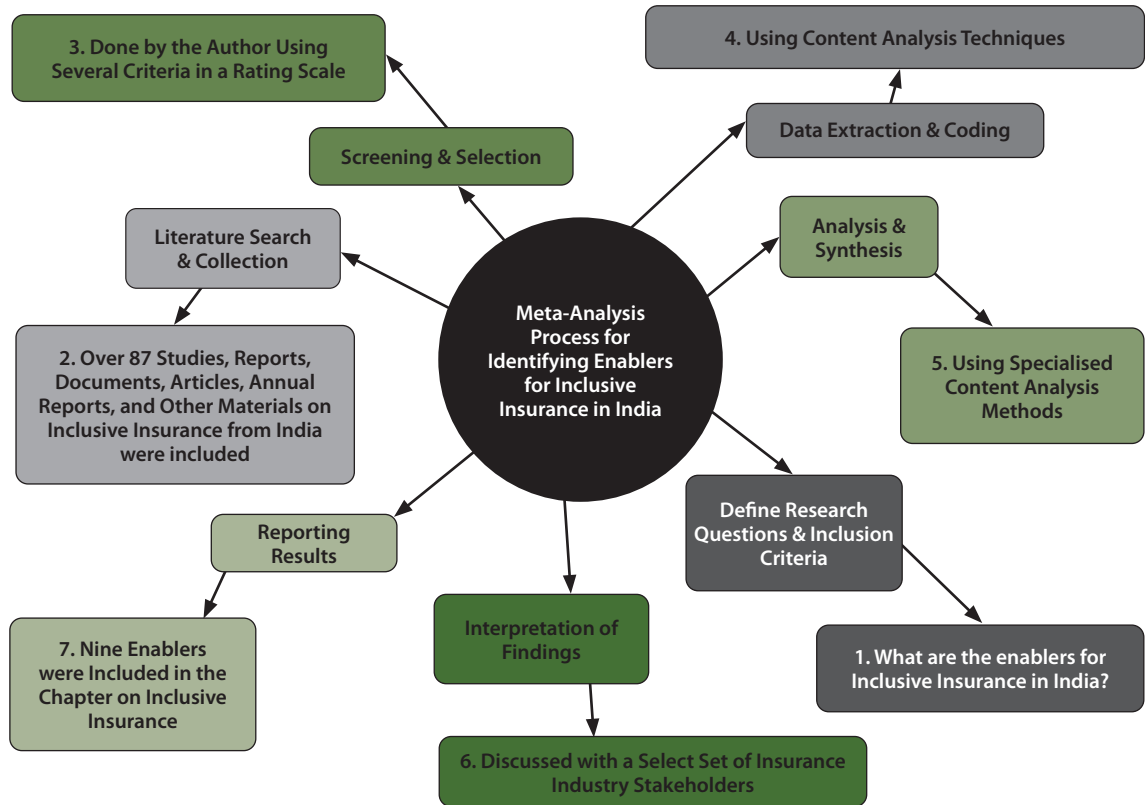 3. Done by the Author Using
Several Criteria in a Rating Scale
4. Using Content Analysis Techniques
Screening & Selection
Data Extraction & Coding
Literature Search
& Collection
Analysis &
Synthesis
Meta-Analysis
Process for
Identifying Enablers
for Inclusive
Insurance in India
2. Over 87 Studies, Reports,
Documents, Articles, Annual
Reports, and Other Materials on
Inclusive Insurance from India
were included
5. Using Specialised
Content Analysis
Methods
Define Research
Questions & Inclusion
Criteria
Reporting
Results
Interpretation of
Findings
1. What are the enablers for
Inclusive Insurance in India?
7. Nine Enablers
were Included in the
Chapter on Inclusive
Insurance
6. Discussed with a Select Set of Insurance
Industry Stakeholders